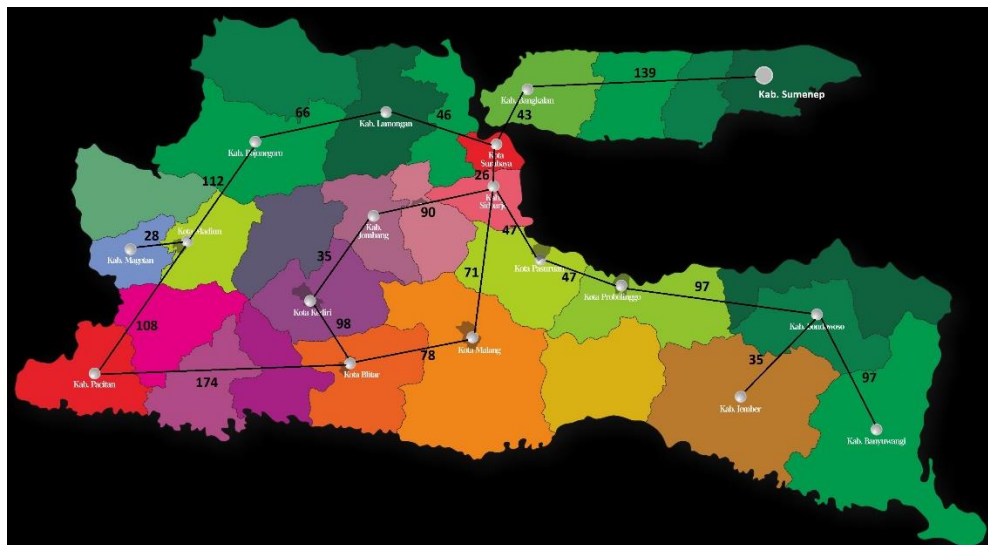 139
Kab. Sumenep
Kab. Bangkalan
66
46
43
Kab. Lamongan
Kab. Bojonegoro
Kota
Surabaya
26
112
Kab.
Sidoarjo
90
Kab.
Jombang
Kota Madiun
28
47
Kab. Magetan
35
71
Kota Pasuruan
47
97
Kota Probolinggo
Kota Kediri
98
108
Kab. Bondowoso
Kota Malang
78
35
Kota Blitar
97
Kab. Pacitan
174
Kab. Jember
Kab. Banyuwangi